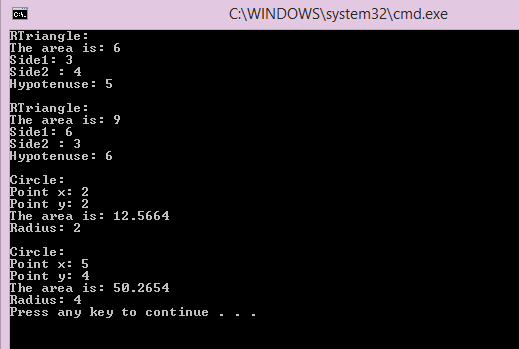 C:\WINDOWS\system32\cmd.exe
RTriangle:
The area is: 6
Side1: 3
Side2 : 4
Hypotenuse: 5
RTriangle:
The area is: 9
Side1: 6
Side2 : 3
Hypotenuse: 6
Circle:
Point x: 2
Point y: 2
The area is: 12.5664
Radius: 2
Circle:
Point x: 5
Point y: 4
The area is: 50.2654
Radius: 4
Press any key to continue . . .